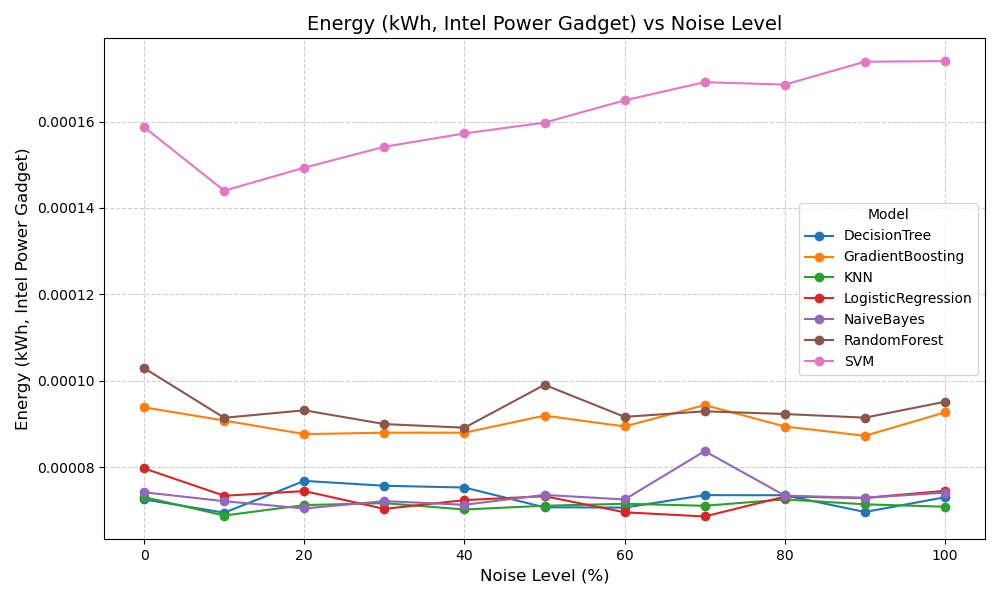 Energy (kWh, Intel Power Gadget) vs Noise Level
Energy (kWh, Intel Power Gadget)
0.00016
0.00014
0.00012
0.00010
0.00008
Model
DecisionTree
GradientBoosting
KNN
LogisticRegression
NaiveBayes
RandomForest
SVM
0 20 40 60 80 100
Noise Level (%)